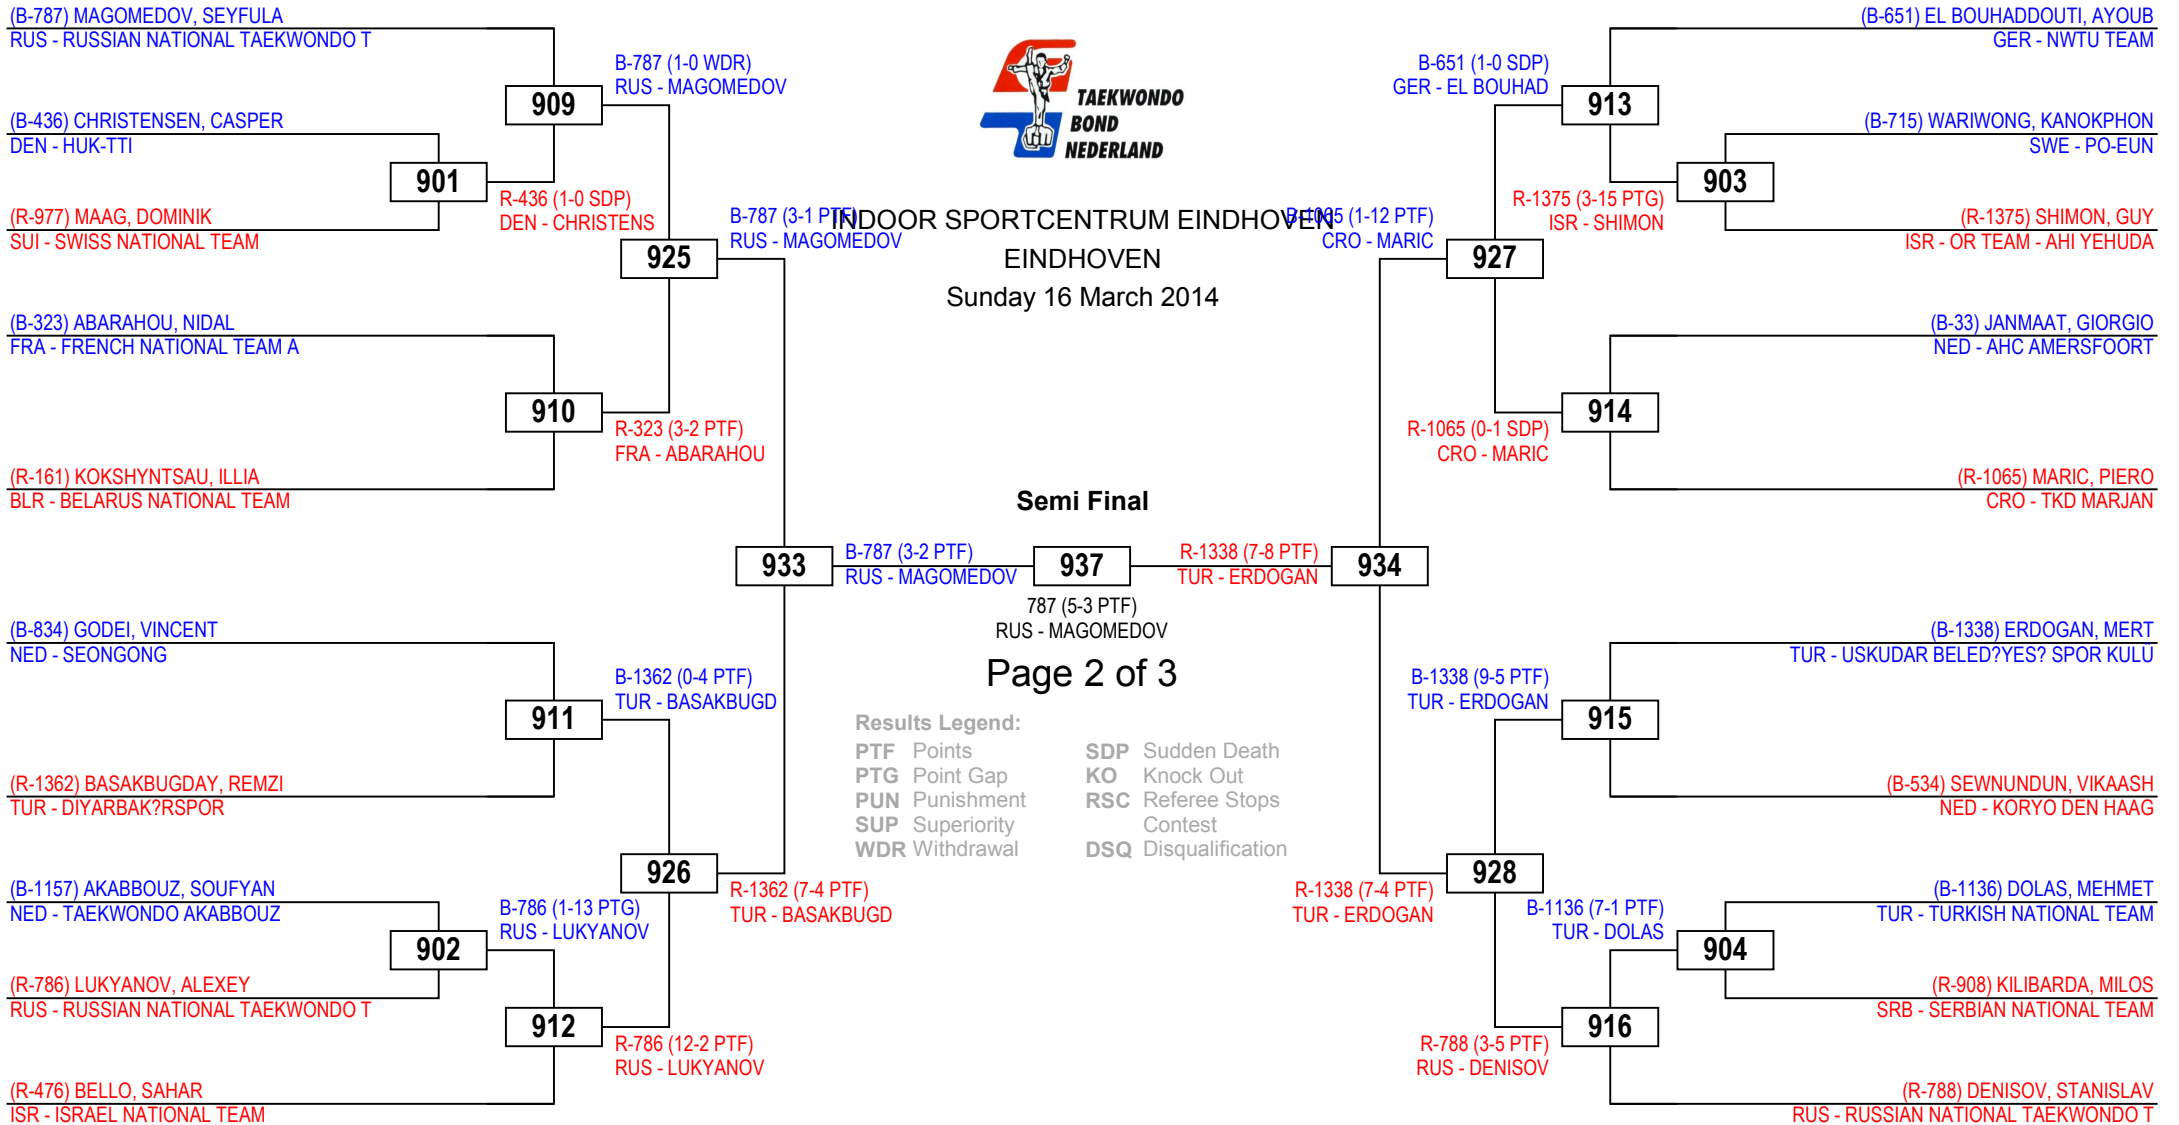 (B-787) MAGOMEDOV, SEYFULA
RUS - RUSSIAN NATIONAL TAEKWONDO T
(B-436) CHRISTENSEN, CASPER
DEN - HUK-TTI
(R-977) MAAG, DOMINIK
SUI - SWISS NATIONAL TEAM
(B-323) ABARAHOU, NIDAL
FRA - FRENCH NATIONAL TEAM A
(R-161) KOKSHYNTSAU, ILLIA
BLR - BELARUS NATIONAL TEAM
(B-834) GODEI, VINCENT
NED - SEONGONG
(R-1362) BASAKBUGDAY, REMZI
TUR - DIYARBAK?RSPOR
(B-1157) AKABBOUZ, SOUFYAN
NED - TAEKWONDO AKABBOUZ
(R-786) LUKYANOV, ALEXEY
RUS - RUSSIAN NATIONAL TAEKWONDO T
(R-476) BELLO, SAHAR
ISR - ISRAEL NATIONAL TEAM
901
902
R-436 (1-0 SDP)
DEN - CHRISTENS
B-786 (1-13 PTG)
RUS - LUKYANOV
909
910
911
912
B-787 (1-0 WDR)
RUS - MAGOMEDOV
R-323 (3-2 PTF)
FRA - ABARAHOU
B-1362 (0-4 PTF)
TUR - BASAKBUGD
R-786 (12-2 PTF)
RUS - LUKYANOV
925
926
B-787 (3-1 PTF)
RUS - MAGOMEDOV
R-1362 (7-4 PTF)
TUR - BASAKBUGD
933
B-787 (3-2 PTF)
RUS - MAGOMEDOV
TAEKWONDO
BOND
NEDERLAND
INDOOR SPORTCENTRUM EINDHOVEN
EINDHOVEN
Sunday 16 March 2014
Semi Final
937
787 (5-3 PTF)
RUS - MAGOMEDOV
Page 2 of 3
Results Legend:
PTF Points
PTG Point Gap
PUN Punishment
SUP Superiority
WDR Withdrawal
SDP Sudden Death
KO Knock Out
RSC Referee Stops
Contest
DSQ Disqualification
R-1338 (7-8 PTF)
TUR - ERDOGAN
934
B-1065 (1-12 PTF)
CRO - MARIC
R-1338 (7-4 PTF)
TUR - ERDOGAN
927
928
B-651 (1-0 SDP)
GER - EL BOUHAD
R-1065 (0-1 SDP)
CRO - MARIC
B-1338 (9-5 PTF)
TUR - ERDOGAN
R-788 (3-5 PTF)
RUS - DENISOV
913
914
915
916
R-1375 (3-15 PTG)
ISR - SHIMON
B-1136 (7-1 PTF)
TUR - DOLAS
903
904
(B-651) EL BOUHADDOUTI, AYOUB
GER - NWTU TEAM
(B-715) WARIWONG, KANOKPHON
SWE - PO-EUN
(R-1375) SHIMON, GUY
ISR - OR TEAM - AHI YEHUDA
(B-33) JANMAAT, GIORGIO
NED - AHC AMERSFOORT
(R-1065) MARIC, PIERO
CRO - TKD MARJAN
(B-1338) ERDOGAN, MERT
TUR - USKUDAR BELED?YES? SPOR KULÜ
(B-534) SEWNUNDUN, VIKAASH
NED - KORYO DEN HAAG
(B-1136) DOLAS, MEHMET
TUR - TURKISH NATIONAL TEAM
(R-908) KILIBARDA, MILOS
SRB - SERBIAN NATIONAL TEAM
(R-788) DENISOV, STANISLAV
RUS - RUSSIAN NATIONAL TAEKWONDO T